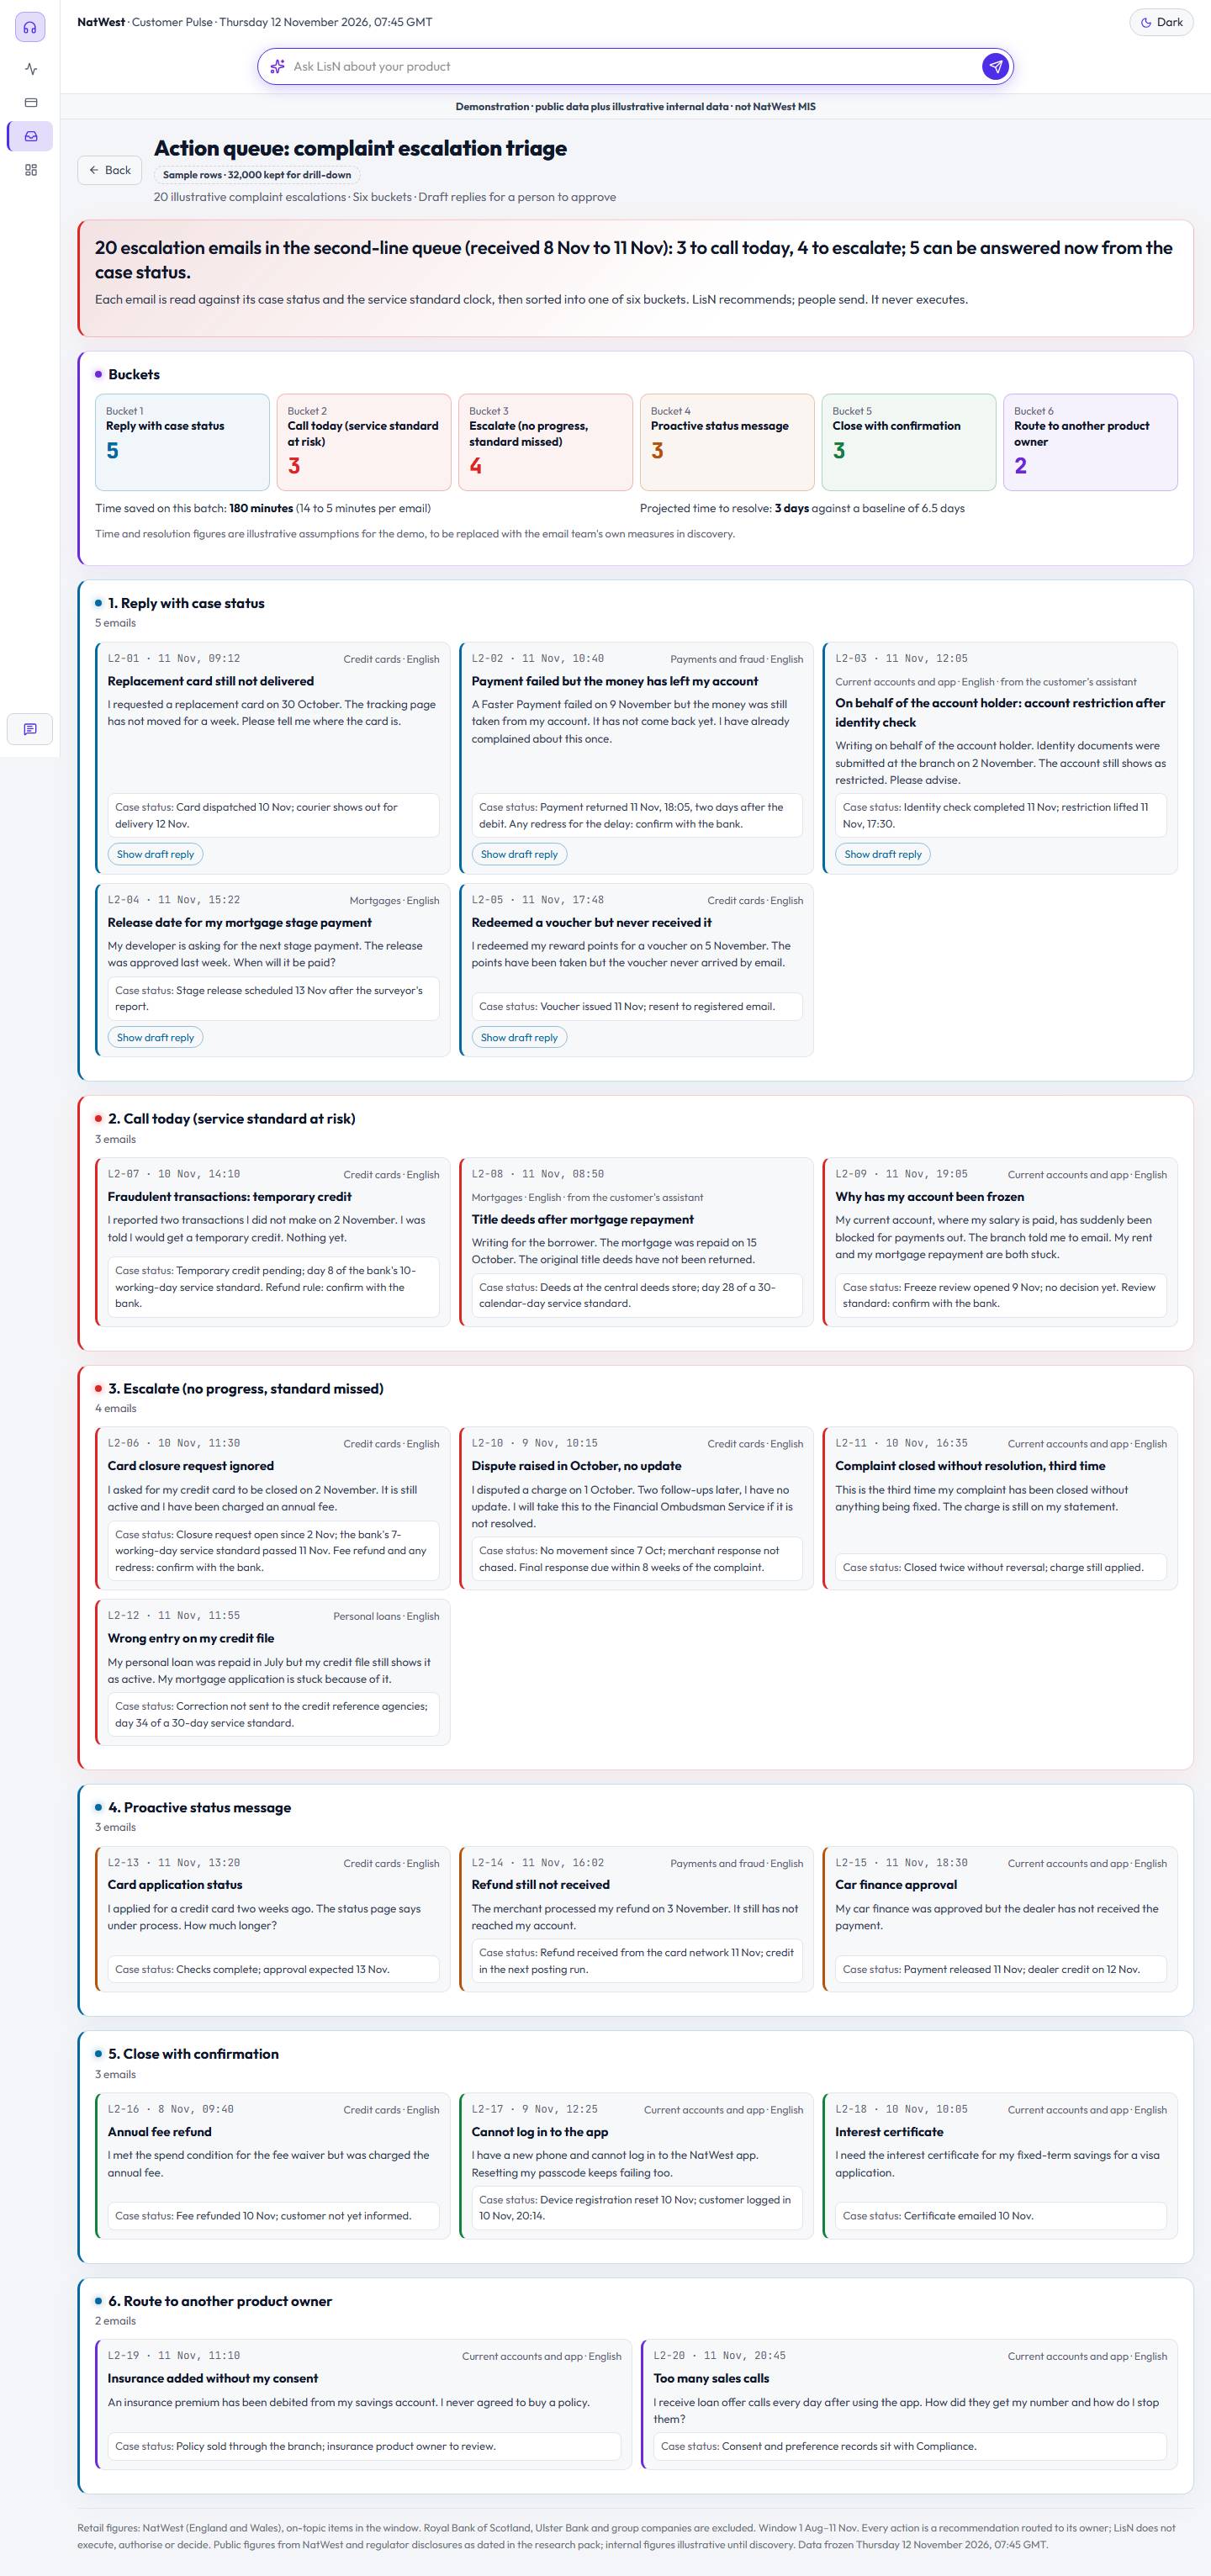 NatWest · Customer Pulse · Thursday 12 November 2026, 07:45 GMT
Dark
Ask LisN about your product
Demonstration · public data plus illustrative internal data · not NatWest MIS
Back
Action queue: complaint escalation triage
Sample rows · 32,000 kept for drill-down
20 illustrative complaint escalations · Six buckets · Draft replies for a person to approve
20 escalation emails in the second-line queue (received 8 Nov to 11 Nov): 3 to call today, 4 to escalate; 5 can be answered now from the
case status.
Each email is read against its case status and the service standard clock, then sorted into one of six buckets. LisN recommends; people send. It never executes.
Buckets
Bucket 1
Reply with case status
5
Bucket 2
Call today (service standard
at risk)
3
Bucket 3
Escalate (no progress,
standard missed)
4
Bucket 4
Proactive status message
3
Bucket 5
Close with confirmation
3
Bucket 6
Route to another product
owner
2
Time saved on this batch: 180 minutes (14 to 5 minutes per email)
Projected time to resolve: 3 days against a baseline of 6.5 days
Time and resolution figures are illustrative assumptions for the demo, to be replaced with the email team's own measures in discovery.
1. Reply with case status
5 emails
L2-01 · 11 Nov, 09:12
Credit cards · English
Replacement card still not delivered
I requested a replacement card on 30 October. The tracking page
has not moved for a week. Please tell me where the card is.
Case status: Card dispatched 10 Nov; courier shows out for
delivery 12 Nov.
Show draft reply
L2-02 · 11 Nov, 10:40
Payments and fraud · English
Payment failed but the money has left my account
A Faster Payment failed on 9 November but the money was still
taken from my account. It has not come back yet. I have already
complained about this once.
Case status: Payment returned 11 Nov, 18:05, two days after the
debit. Any redress for the delay: confirm with the bank.
Show draft reply
L2-03 · 11 Nov, 12:05
Current accounts and app · English · from the customer's assistant
On behalf of the account holder: account restriction after
identity check
Writing on behalf of the account holder. Identity documents were
submitted at the branch on 2 November. The account still shows as
restricted. Please advise.
Case status: Identity check completed 11 Nov; restriction lifted 11
Nov, 17:30.
Show draft reply
L2-04 · 11 Nov, 15:22
Mortgages · English
Release date for my mortgage stage payment
My developer is asking for the next stage payment. The release
was approved last week. When will it be paid?
Case status: Stage release scheduled 13 Nov after the surveyor's
report.
Show draft reply
L2-05 · 11 Nov, 17:48
Credit cards · English
Redeemed a voucher but never received it
I redeemed my reward points for a voucher on 5 November. The
points have been taken but the voucher never arrived by email.
Case status: Voucher issued 11 Nov; resent to registered email.
Show draft reply
2. Call today (service standard at risk)
3 emails
L2-07 · 10 Nov, 14:10
Credit cards · English
Fraudulent transactions: temporary credit
I reported two transactions I did not make on 2 November. I was
told I would get a temporary credit. Nothing yet.
Case status: Temporary credit pending; day 8 of the bank's 10-
working-day service standard. Refund rule: confirm with the
bank.
L2-08 · 11 Nov, 08:50
Mortgages · English · from the customer's assistant
Title deeds after mortgage repayment
Writing for the borrower. The mortgage was repaid on 15
October. The original title deeds have not been returned.
Case status: Deeds at the central deeds store; day 28 of a 30-
calendar-day service standard.
L2-09 · 11 Nov, 19:05
Current accounts and app · English
Why has my account been frozen
My current account, where my salary is paid, has suddenly been
blocked for payments out. The branch told me to email. My rent
and my mortgage repayment are both stuck.
Case status: Freeze review opened 9 Nov; no decision yet. Review
standard: confirm with the bank.
3. Escalate (no progress, standard missed)
4 emails
L2-06 · 10 Nov, 11:30
Credit cards · English
Card closure request ignored
I asked for my credit card to be closed on 2 November. It is still
active and I have been charged an annual fee.
Case status: Closure request open since 2 Nov; the bank's 7-
working-day service standard passed 11 Nov. Fee refund and any
redress: confirm with the bank.
L2-10 · 9 Nov, 10:15
Credit cards · English
Dispute raised in October, no update
I disputed a charge on 1 October. Two follow-ups later, I have no
update. I will take this to the Financial Ombudsman Service if it is
not resolved.
Case status: No movement since 7 Oct; merchant response not
chased. Final response due within 8 weeks of the complaint.
L2-11 · 10 Nov, 16:35
Current accounts and app · English
Complaint closed without resolution, third time
This is the third time my complaint has been closed without
anything being fixed. The charge is still on my statement.
Case status: Closed twice without reversal; charge still applied.
L2-12 · 11 Nov, 11:55
Personal loans · English
Wrong entry on my credit file
My personal loan was repaid in July but my credit file still shows it
as active. My mortgage application is stuck because of it.
Case status: Correction not sent to the credit reference agencies;
day 34 of a 30-day service standard.
4. Proactive status message
3 emails
L2-13 · 11 Nov, 13:20
Credit cards · English
Card application status
I applied for a credit card two weeks ago. The status page says
under process. How much longer?
Case status: Checks complete; approval expected 13 Nov.
L2-14 · 11 Nov, 16:02
Payments and fraud · English
Refund still not received
The merchant processed my refund on 3 November. It still has not
reached my account.
Case status: Refund received from the card network 11 Nov; credit
in the next posting run.
L2-15 · 11 Nov, 18:30
Current accounts and app · English
Car finance approval
My car finance was approved but the dealer has not received the
payment.
Case status: Payment released 11 Nov; dealer credit on 12 Nov.
5. Close with confirmation
3 emails
L2-16 · 8 Nov, 09:40
Credit cards · English
Annual fee refund
I met the spend condition for the fee waiver but was charged the
annual fee.
Case status: Fee refunded 10 Nov; customer not yet informed.
L2-17 · 9 Nov, 12:25
Current accounts and app · English
Cannot log in to the app
I have a new phone and cannot log in to the NatWest app.
Resetting my passcode keeps failing too.
Case status: Device registration reset 10 Nov; customer logged in
10 Nov, 20:14.
L2-18 · 10 Nov, 10:05
Current accounts and app · English
Interest certificate
I need the interest certificate for my fixed-term savings for a visa
application.
Case status: Certificate emailed 10 Nov.
6. Route to another product owner
2 emails
L2-19 · 11 Nov, 11:10
Current accounts and app · English
Insurance added without my consent
An insurance premium has been debited from my savings account. I never agreed to buy a policy.
Case status: Policy sold through the branch; insurance product owner to review.
L2-20 · 11 Nov, 20:45
Current accounts and app · English
Too many sales calls
I receive loan offer calls every day after using the app. How did they get my number and how do I stop
them?
Case status: Consent and preference records sit with Compliance.
Retail figures: NatWest (England and Wales), on-topic items in the window. Royal Bank of Scotland, Ulster Bank and group companies are excluded. Window 1 Aug–11 Nov. Every action is a recommendation routed to its owner; LisN does not
execute, authorise or decide. Public figures from NatWest and regulator disclosures as dated in the research pack; internal figures illustrative until discovery. Data frozen Thursday 12 November 2026, 07:45 GMT.